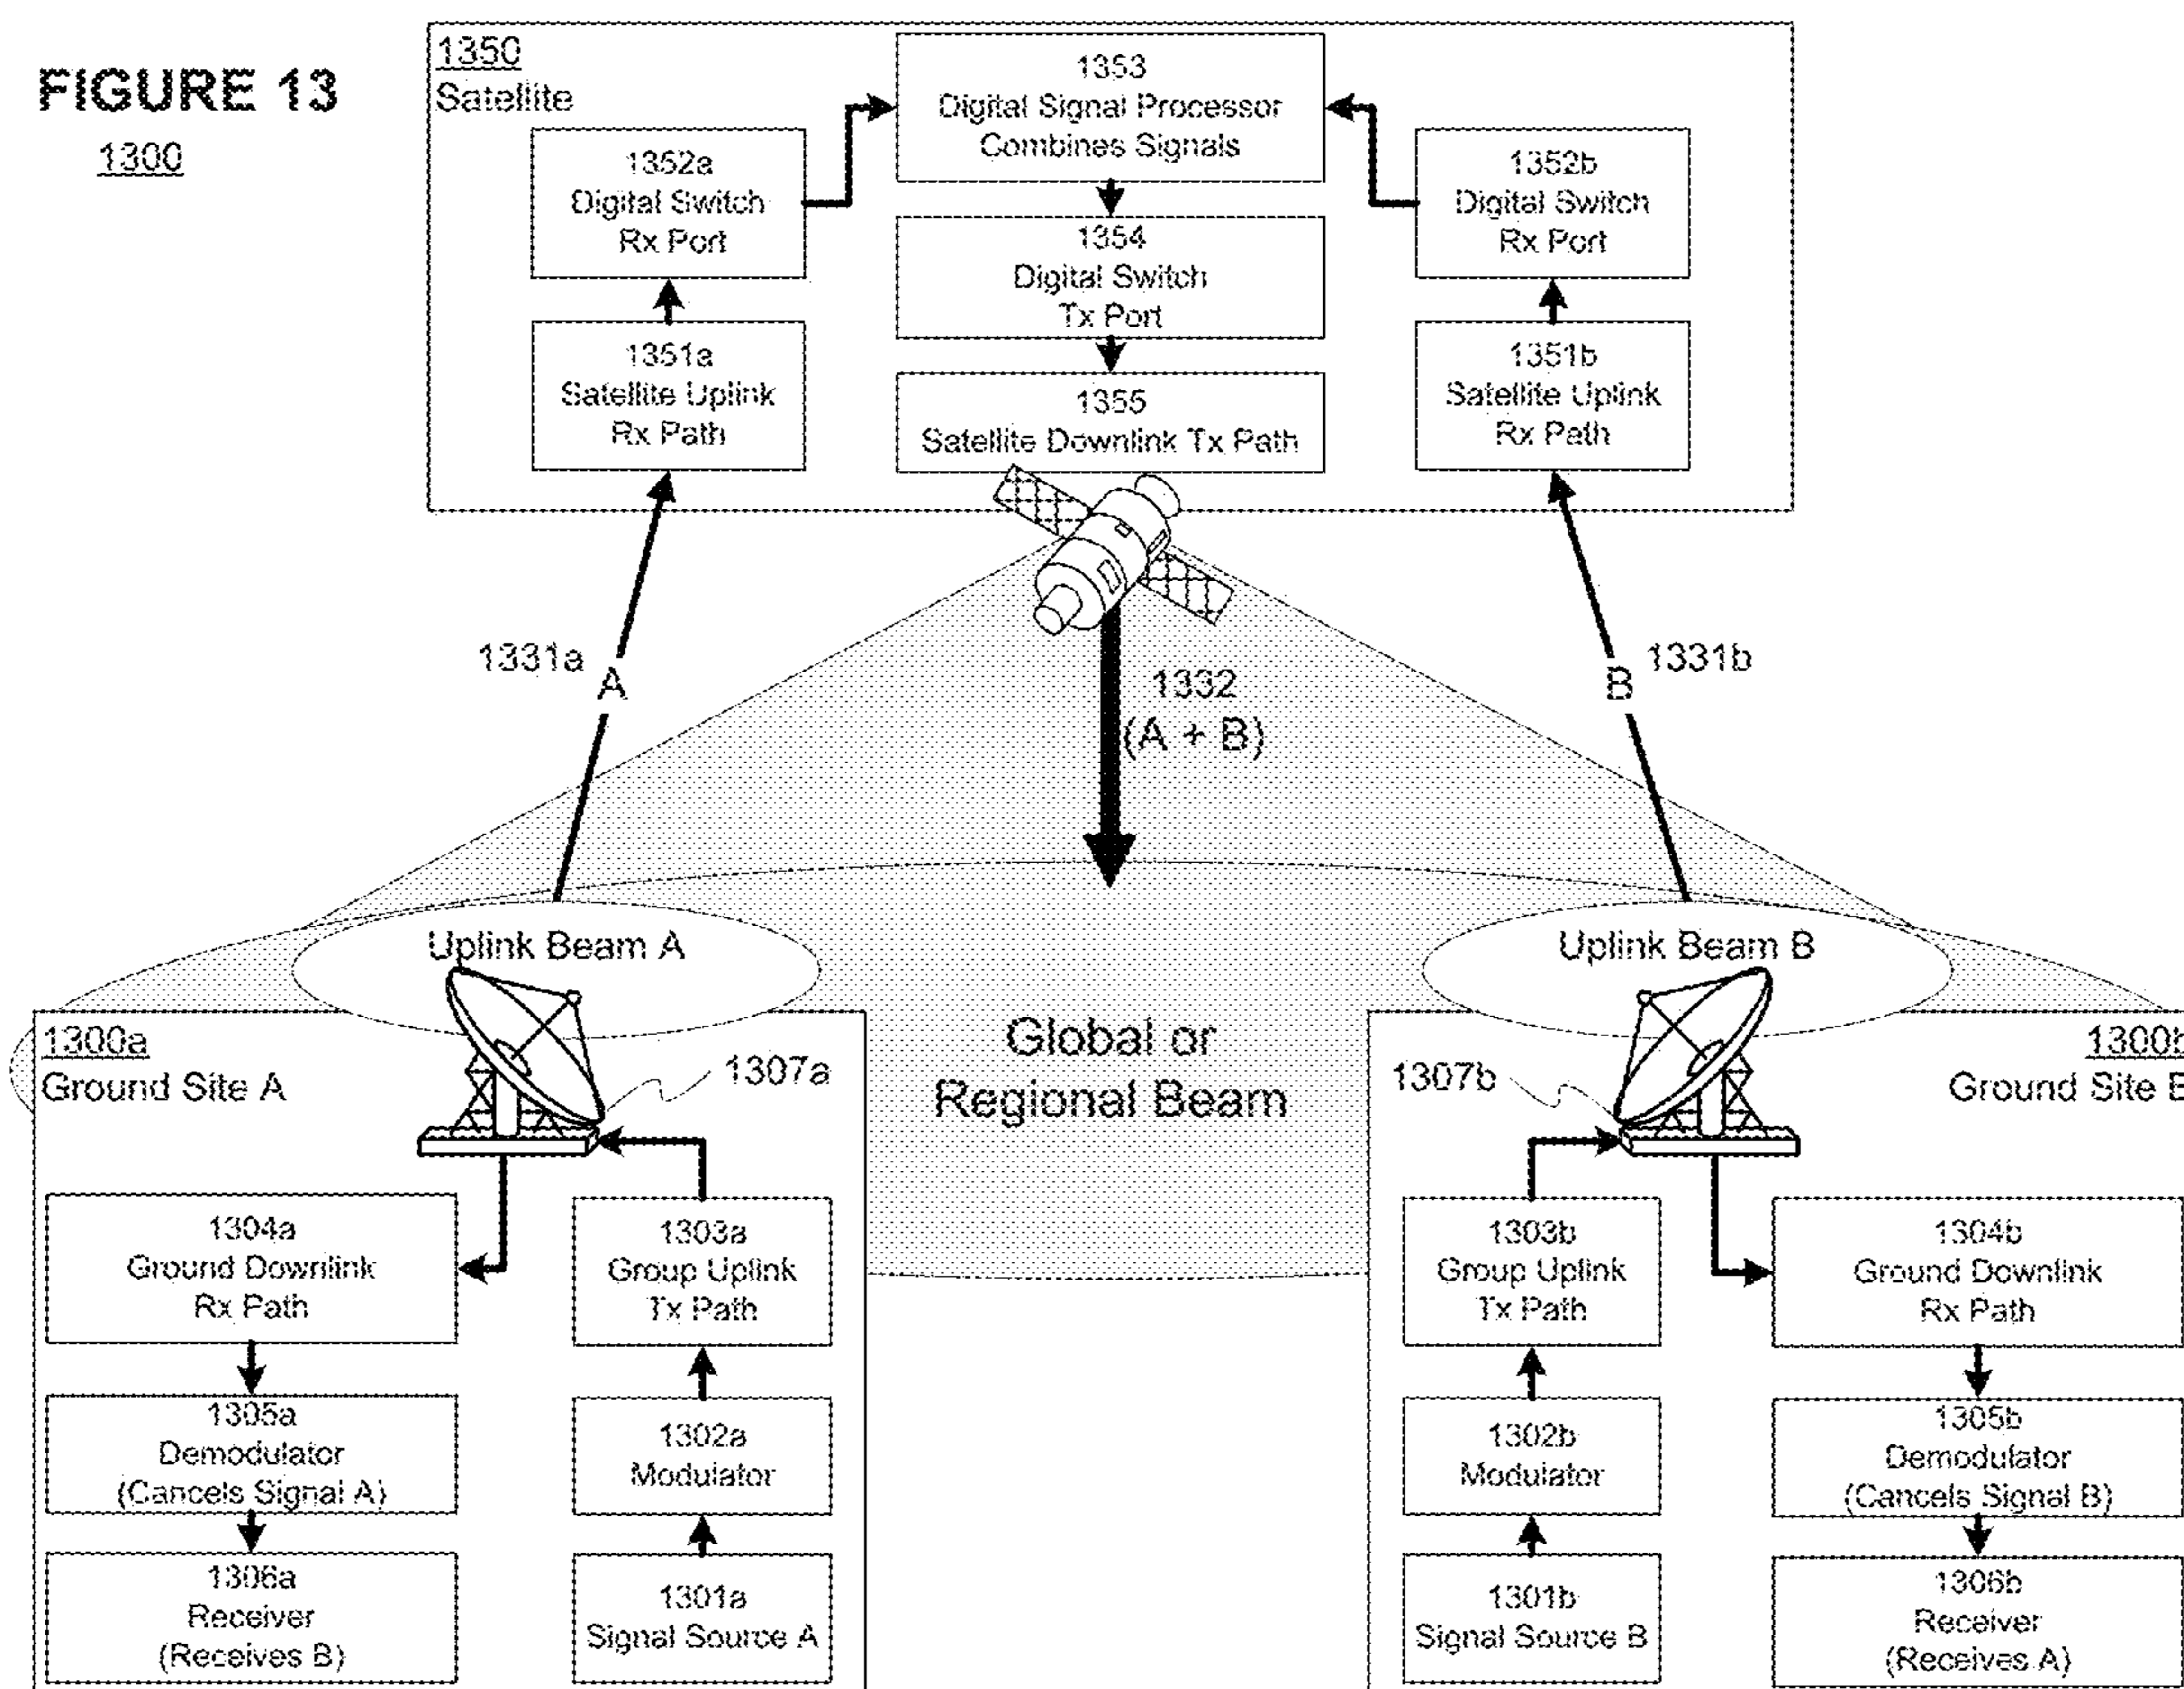 FIGURE 13
1300
1350
Satellite
1353
Digital Signal Processor
Combines Signals
1352a
Digital Switch
Rx Port
1352b
Digital Switch
Rx Port
1354
Digital Switch
Tx Port
1351a
Satellite Uplink
Rx Path
1355
Satellite Downlink Tx Path
1351b
Satellite Uplink
Rx Path
1331a
A
1332
(A + B)
B
1331b
Uplink Beam A
Uplink Beam B
Global or
Regional Beam
1300a
Ground Site A
1307a
1307b
1300b
Ground Site B
1304a
Ground Downlink
Rx Path
1303a
Group Uplink
Tx Path
1305a
Demodulator
(Cancels Signal A)
1302a
Modulator
1306a
Receiver
(Receives B)
1301a
Signal Source A
1303b
Group Uplink
Tx Path
1304b
Ground Downlink
Rx Path
1302b
Modulator
1305b
Demodulator
(Cancels Signal B)
1301b
Signal Source B
1306b
Receiver
(Receives A)